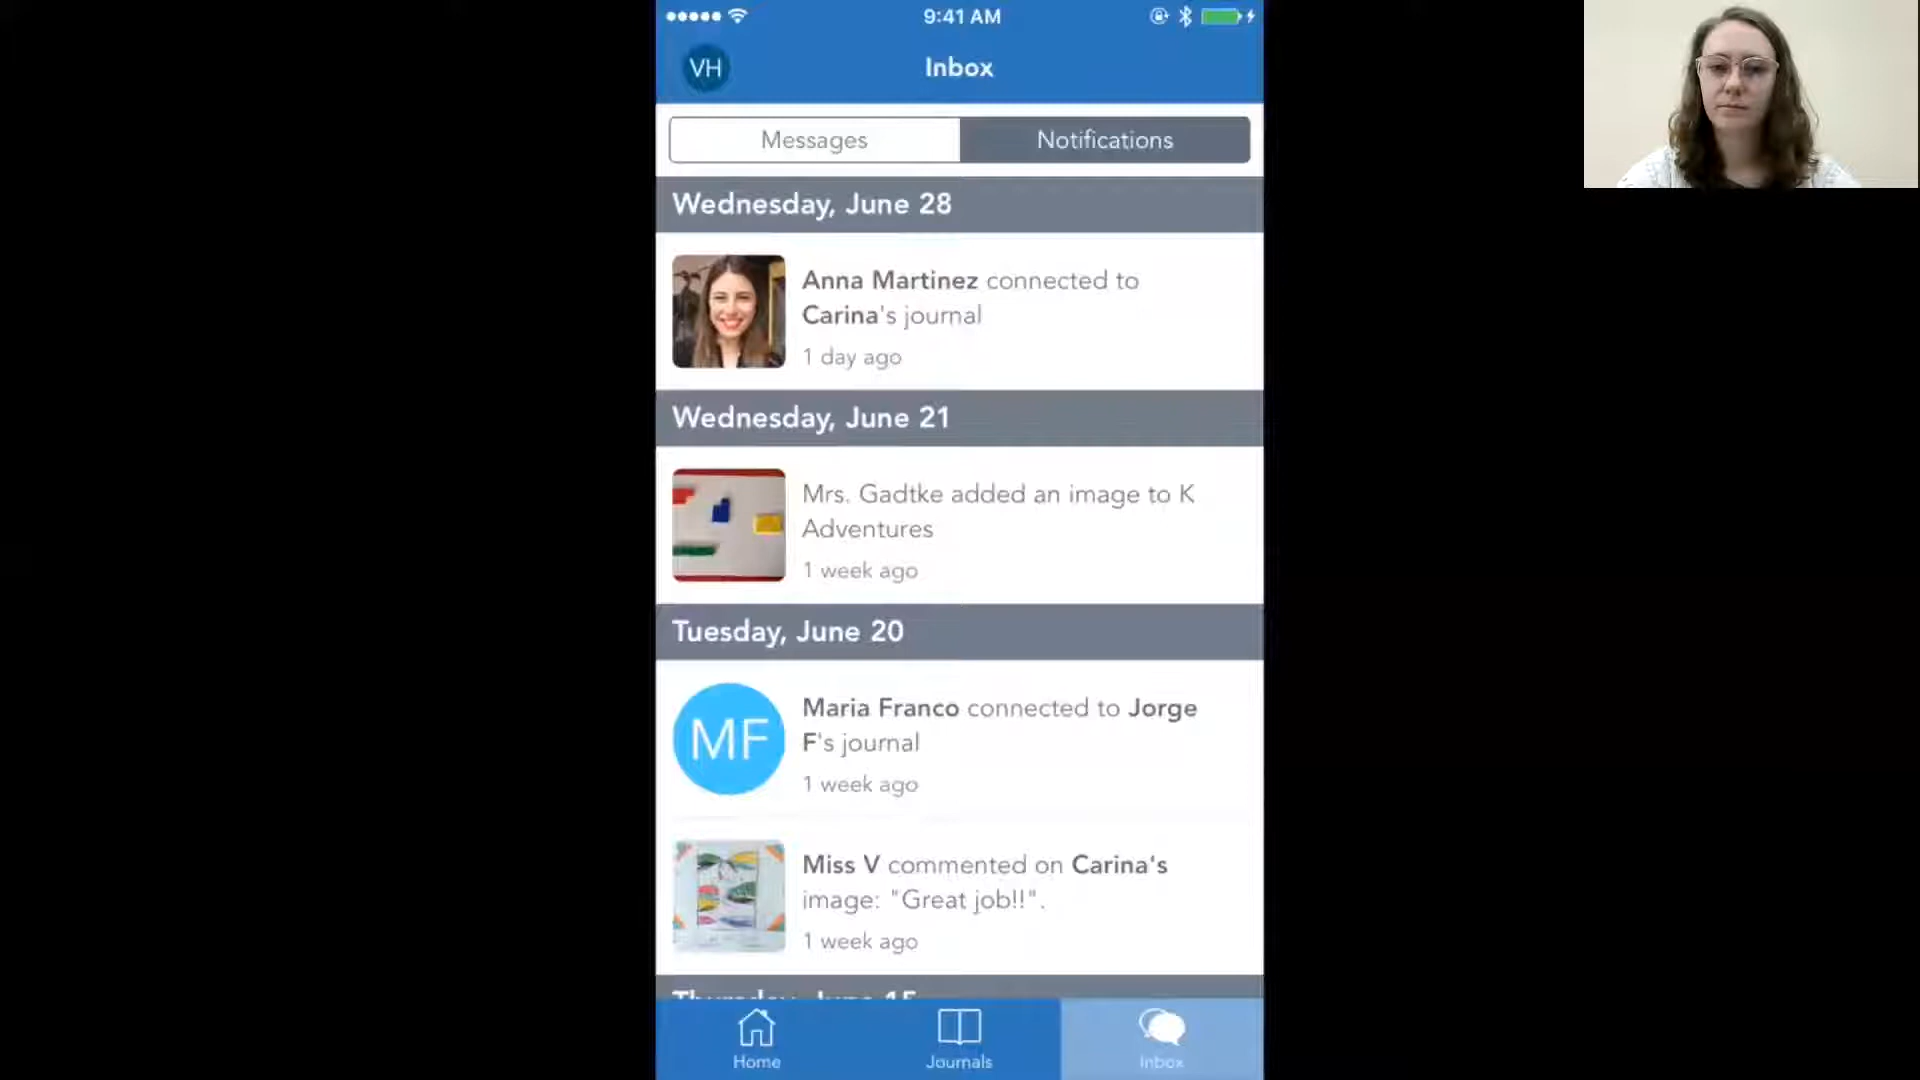 9:41 AM
VH
Inbox
Messages
Notifications
Wednesday, June 28
Anna Martinez connected to
Carina's journal
1 day ago
Wednesday, June 21
Mrs. Gadtke added an image to K
Adventures
1 week ago
Tuesday, June 20
MF
Maria Franco connected to Jorge
F's journal
1 week ago
Miss V commented on Carina's
image: "Great job!!".
1 week ago
Thursday, June 15
Home
Journals
Inbox